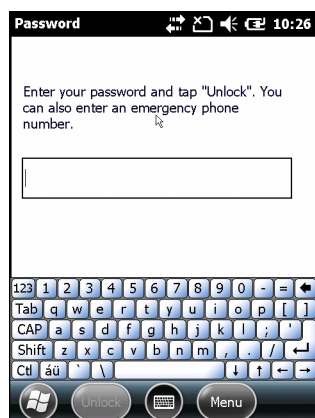 Password 10:26
Enter your password and tap "Unlock". You
can also enter an emergency phone
number.
123 1 2 3 4 5 6 7 8 9 0 - =
Tab q w e r t y u i o p [ ]
CAP a s d f g h j k l ; '
Shift z x c v b n m , . /
Ctl áü ` \
Unlock Menu